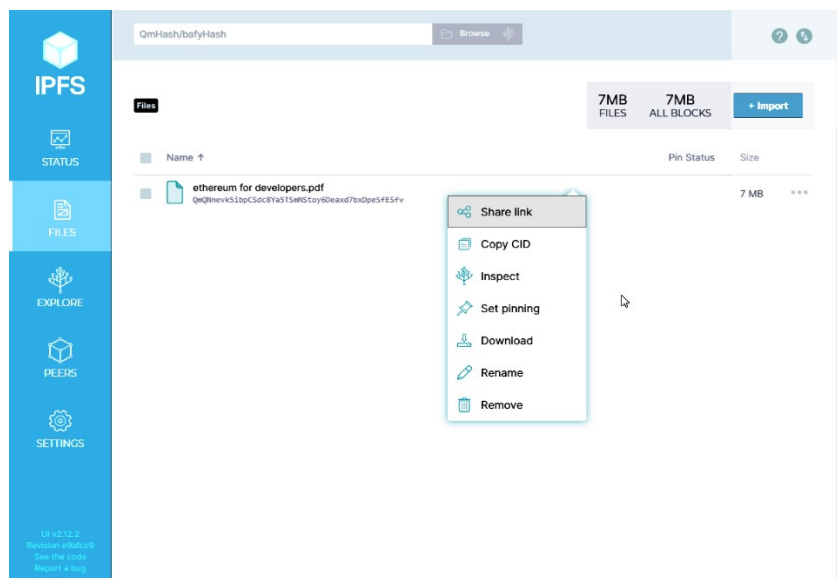 QmHash/bafyHash
Browse
IPFS
Files
7MB
FILES
7MB
ALL BLOCKS
+ Import
STATUS
Name ↑
Pin Status
Size
ethereum for developers.pdf
7 MB
FILES
Share link
Copy CID
Inspect
EXPLORE
Set pinning
Download
PEERS
Rename
Remove
SETTINGS
UI v2.12.2
Revision e9afcc9
See the code
Report a bug